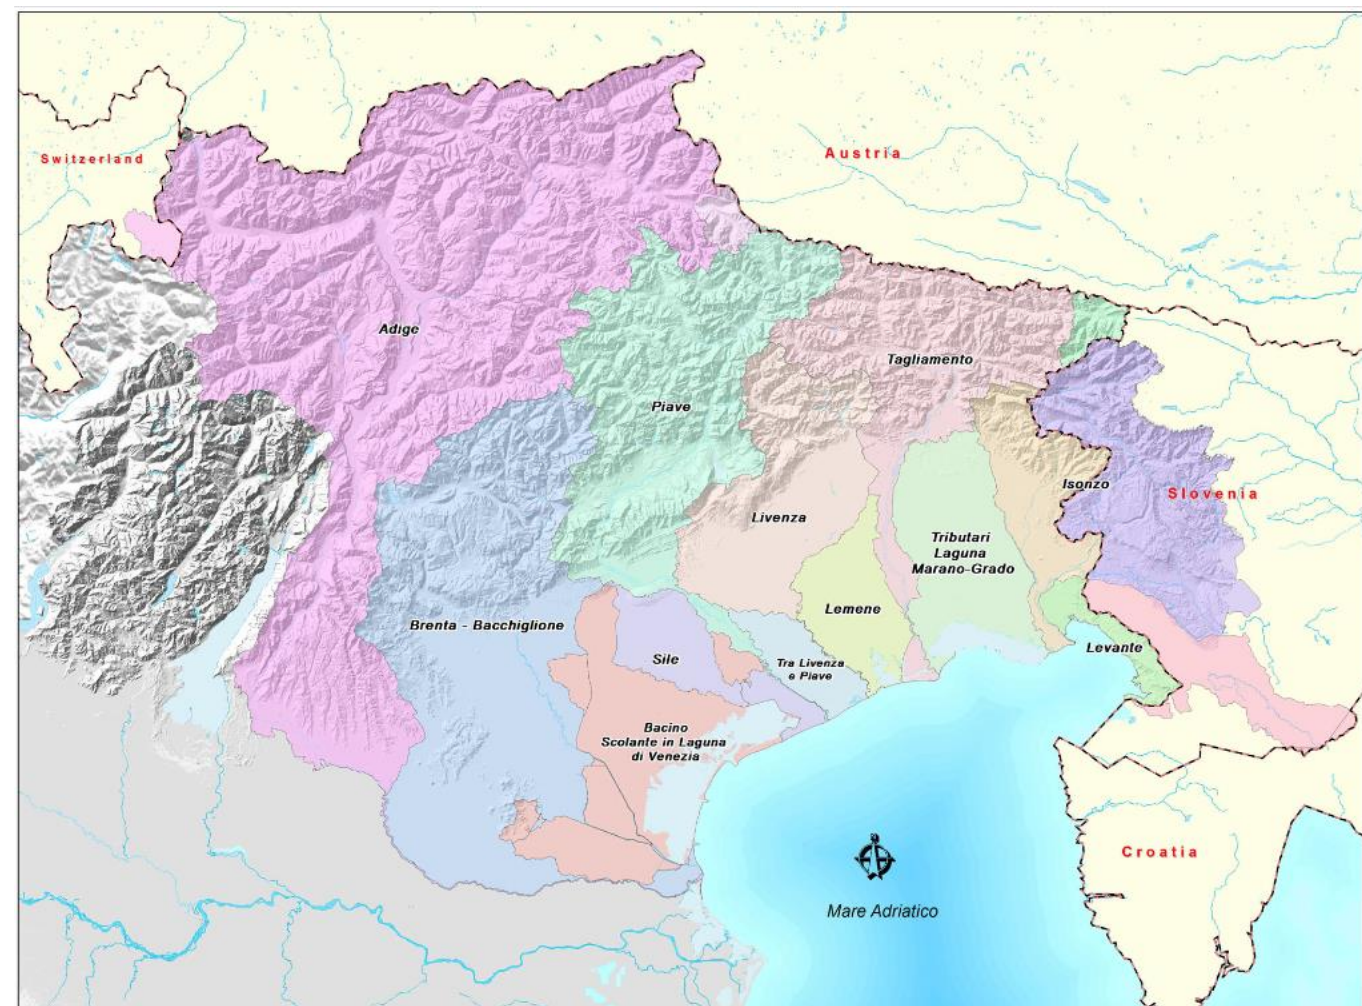 Switzerland
Austria
Adige
Tagliamento
Piave
Isonzo
Slovenia
Livenza
Tributari
Laguna
Marano-Grado
Lemene
Brenta - Bacchiglione
Levante
Sile
Tra Livenza
e Piave
Bacino
Scolante in Laguna
di Venezia
Croatia
Mare Adriatico